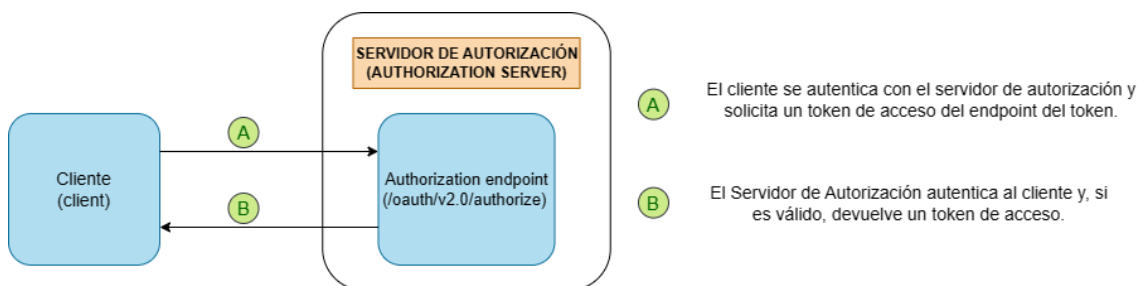 SERVIDOR DE AUTORIZACIÓN
(AUTHORIZATION SERVER)
Cliente
(client)
A
B
Authorization endpoint
(/oauth/v2.0/authorize)
A
El cliente se autentica con el servidor de autorización y
solicita un token de acceso del endpoint del token.
B
El Servidor de Autorización autentica al cliente y, si
es válido, devuelve un token de acceso.